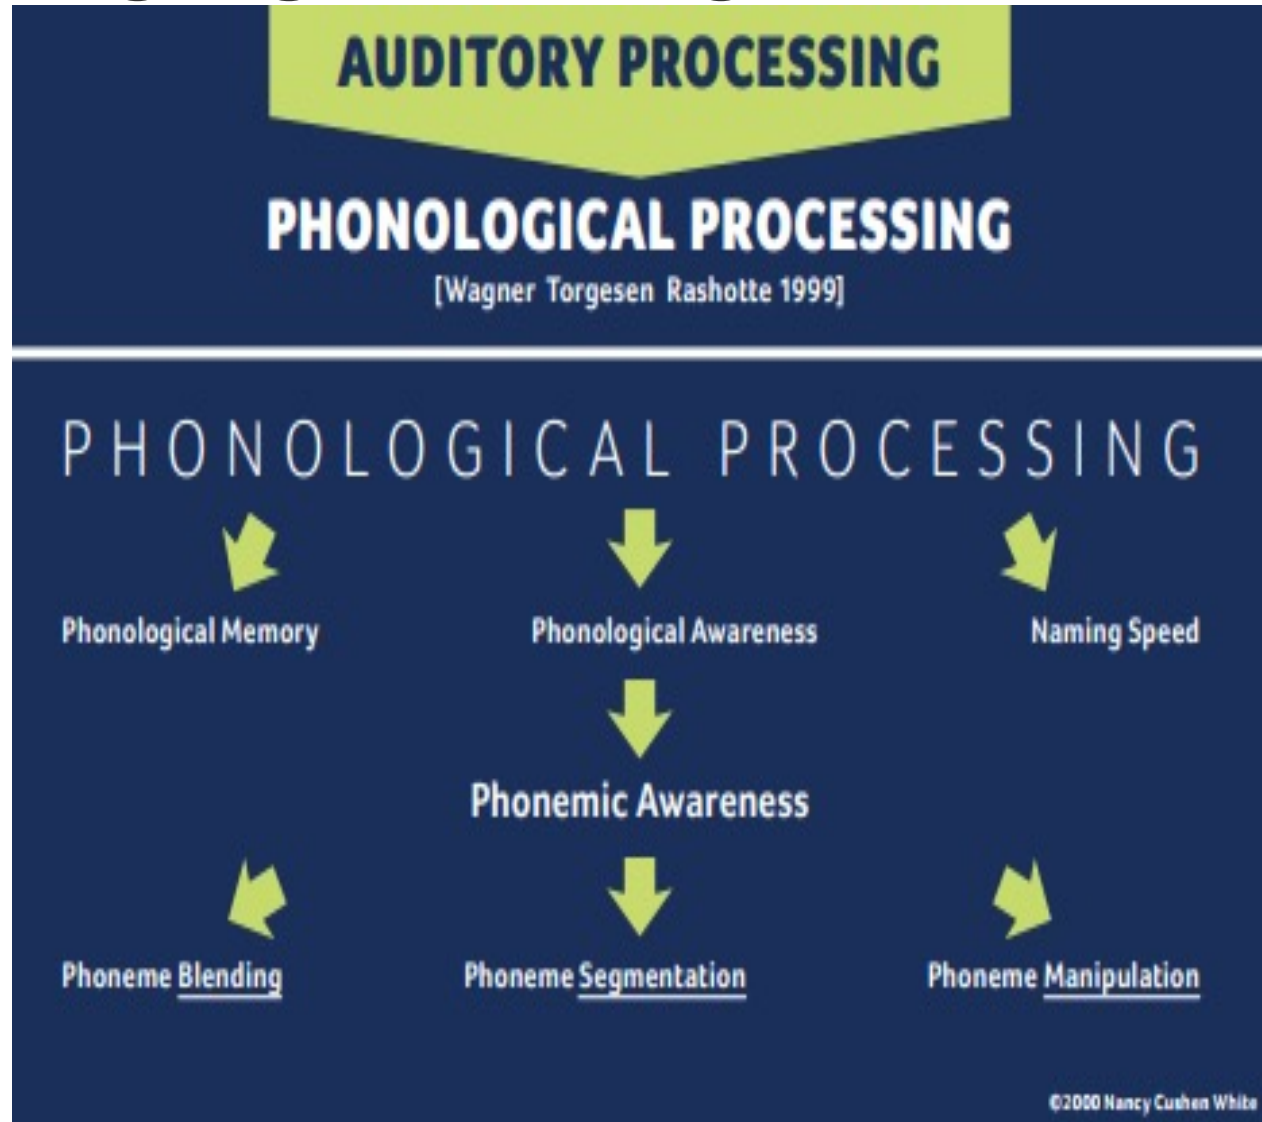 AUDITORY PROCESSING
PHONOLOGICAL PROCESSING
[Wagner Torgesen Rashotte 1999]
PHONOLOGICAL PROCESSING
Phonological Memory
Phonological Awareness
Naming Speed
Phonemic Awareness
Phoneme Blending
Phoneme Segmentation
Phoneme Manipulation
©2000 Nancy Cushen White